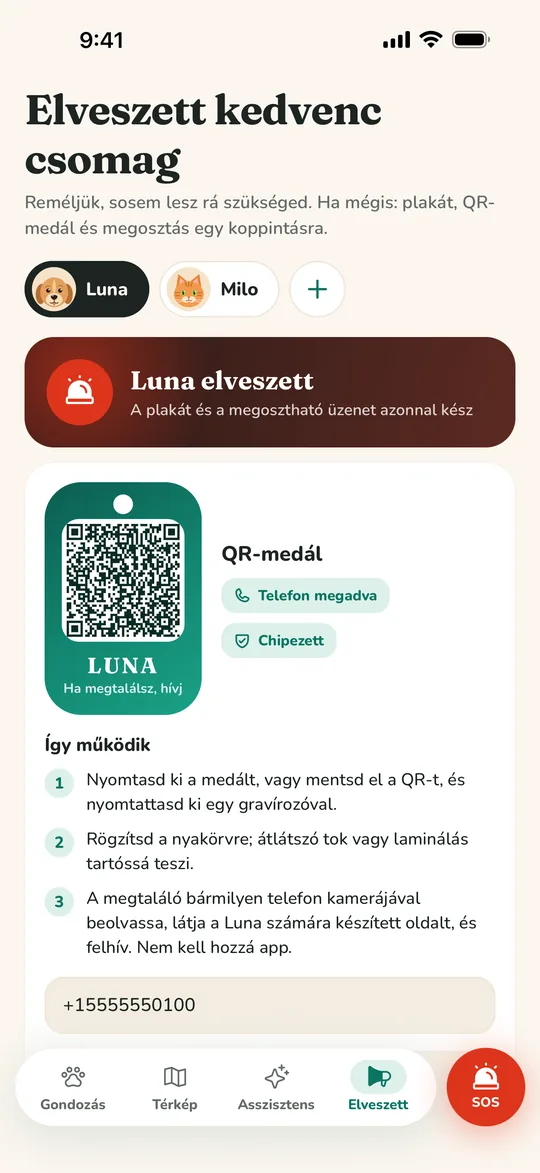 9:41
Elveszett kedvenc
csomag
Reméljük, sosem lesz rá szükséged. Ha mégis: plakát, QR-
medál és megosztás egy koppintásra.
Luna
Milo
Luna elveszett
A plakát és a megosztható üzenet azonnal kész
QR-medál
Telefon megadva
Chipezett
LUNA
Ha megtalálsz, hívj
Így működik
1 Nyomtasd ki a medált, vagy mentsd el a QR-t, és
nyomtattasd ki egy gravírozóval.
2 Rögzítsd a nyakörvre; átlátszó tok vagy laminálás
tartóssá teszi.
3 A megtaláló bármilyen telefon kamerájával
beolvassa, látja a Luna számára készített oldalt, és
felhív. Nem kell hozzá app.
+15555550100
Gondozás
Térkép
Asszisztens
Elveszett
SOS